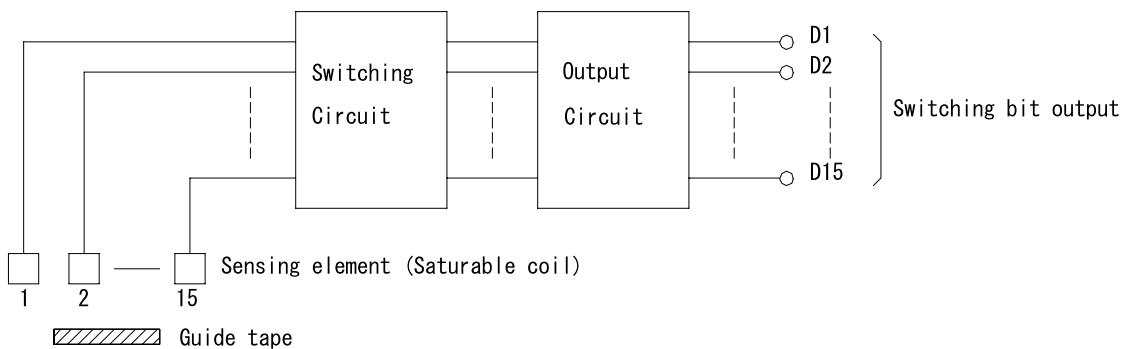 D1
Switching
Circuit
Output
Circuit
D2
Switching bit output
D15
Sensing element (Saturable coil)
1
2
15
Guide tape